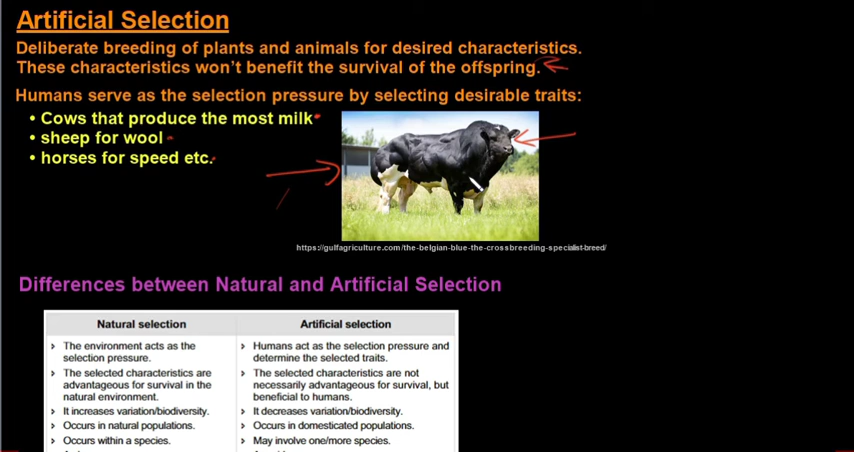 Artificial Selection
Deliberate breeding of plants and animals for desired characteristics.
These characteristics won't benefit the survival of the offspring.
Humans serve as the selection pressure by selecting desirable traits:
• Cows that produce the most milk
• sheep for wool
• horses for speed etc.
https://gulfagriculture.com/the-belgian-blue-the-crossbreeding-specialist-breed/
Differences between Natural and Artificial Selection
Natural selection
Artificial selection
› The environment acts as the
selection pressure.
› Humans act as the selection pressure and
determine the selected traits.
› The selected characteristics are
advantageous for survival in the
natural environment.
› The selected characteristics are not
necessarily advantageous for survival, but
beneficial to humans.
› It increases variation/biodiversity.
› It decreases variation/biodiversity.
› Occurs in natural populations.
› Occurs in domesticated populations.
› Occurs within a species.
› May involve one/more species.